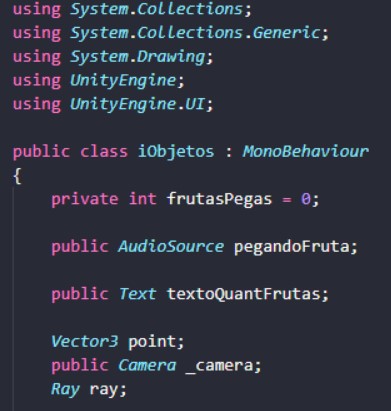 using System.Collections;
using System.Collections.Generic;
using System.Drawing;
using UnityEngine;
using UnityEngine.UI;
public class iObjetos : MonoBehaviour
{
private int frutasPegas = 0;
public AudioSource pegandoFruta;
public Text textoQuantFrutas;
Vector3 point;
public Camera _camera;
Ray ray;